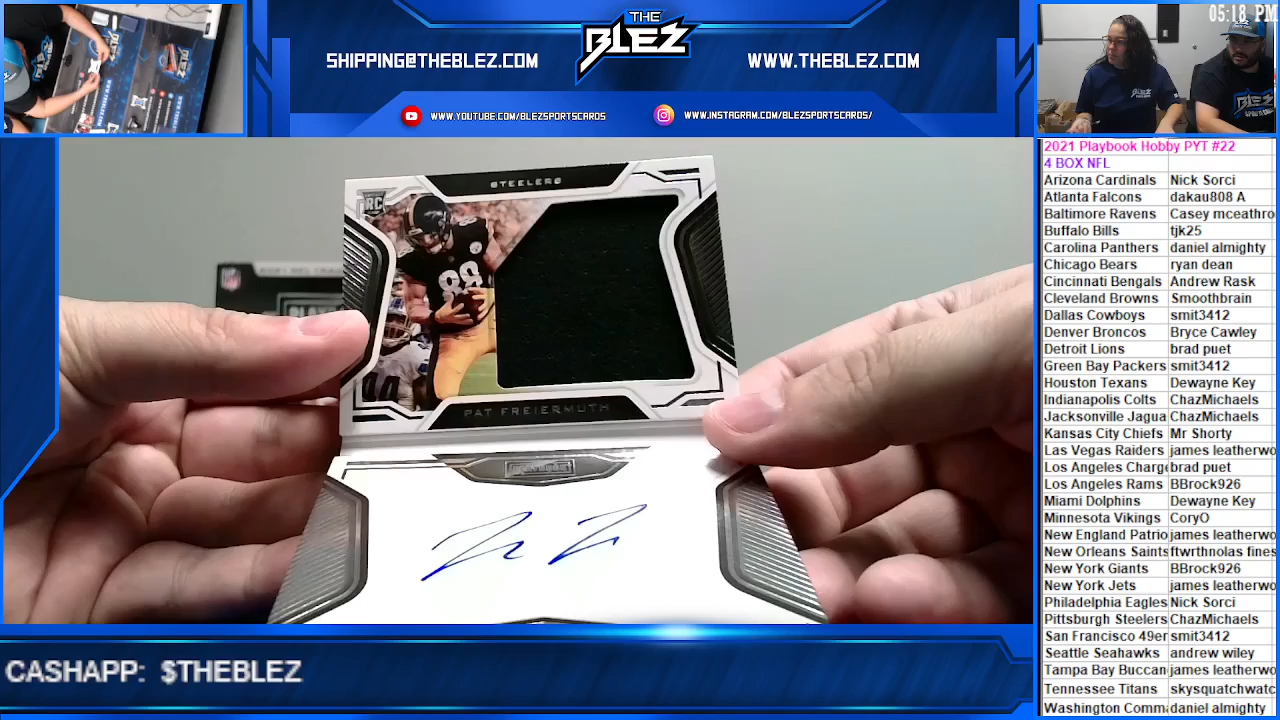 05:18 PM
THE
BLEZ
SHIPPING@THEBLEZ.COM
WWW.THEBLEZ.COM
WWW.YOUTUBE.COM/BLEZSPORTSCARDS
WWW.INSTAGRAM.COM/BLEZSPORTSCARDS/
2021 Playbook Hobby PYT #22
4 BOX NFL
Arizona Cardinals Nick Sorci
Atlanta Falcons dakau808 A
Baltimore Ravens Casey mceathro
Buffalo Bills tjk25
Carolina Panthers daniel almighty
Chicago Bears ryan dean
Cincinati Bengals Andrew Rask
Cleveland Browns Smoothbrain
Dallas Cowboys smit3412
Denver Broncos Bryce Cawley
Detroit Lions brad puet
Green Bay Packers smit3412
Houston Texans Dewayne Key
Indianapolis Colts ChazMichaels
Jacksonville Jagua ChazMichaels
Kansas City Chiefs Mr Shorty
Las Vegas Raiders james leatherwo
Los Angeles Charg brad puet
Los Angeles Rams BBrock926
Miami Dolphins Dewayne Key
Minnesota Vikings CoryO
New England Patrio james leatherwo
New Orleans Saints ftwrthnolas fines
New York Giants BBrock926
New York Jets james leatherwo
Philadelphia Eagles Nick Sorci
Pittsburgh Steelers ChazMichaels
San Francisco 49er smit3412
Seattle Seahawks andrew wiley
Tampa Bay Buccan james leatherwo
Tennessee Titans skysquatchwatc
Washington Comma daniel almighty
STEELERS
RC
88
PAT FREIERMUTH
PLAYBOOK
NFL
CASHAPP: $THEBLEZ